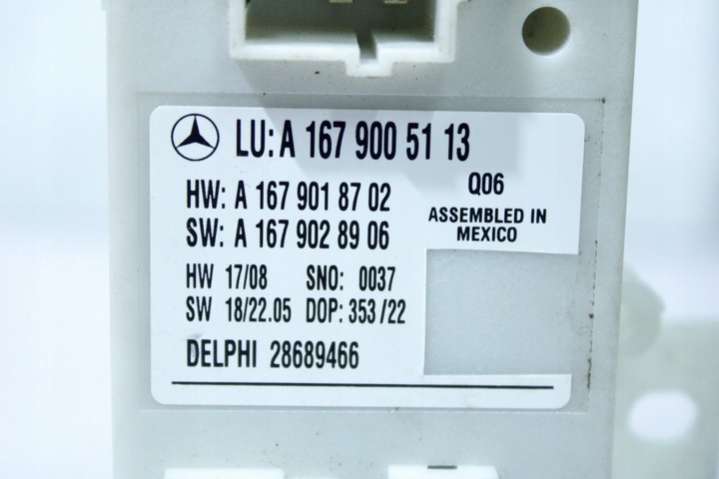 LU: A 167 900 51 13
HW: A 167 901 87 02
SW: A 167 902 89 06
Q06
ASSEMBLED IN
MEXICO
HW 17/08 SNO: 0037
SW 18/22.05 DOP: 353/22
DELPHI 28689466